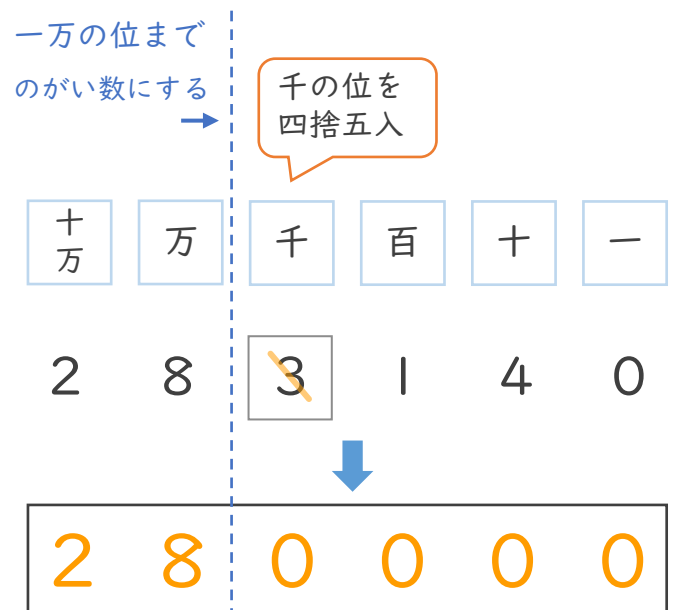 一万の位まで
のがい数にする
千の位を
四捨五入
十万 万 千 百 十 一
2 8 3 1 4 0
2 8 0 0 0 0